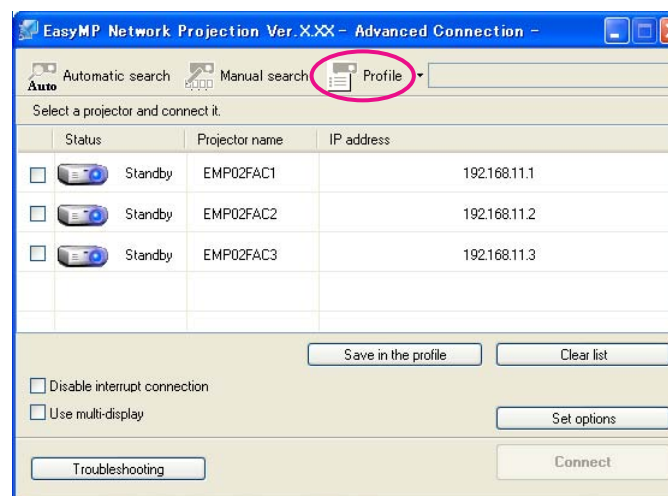 EasyMP Network Projection Ver.X.XX - Advanced Connection -
Auto Automatic search Manual search Profile
Select a projector and connect it.
Status Projector name IP address
Standby EMP02FAC1 192.168.11.1
Standby EMP02FAC2 192.168.11.2
Standby EMP02FAC3 192.168.11.3
Save in the profile Clear list
Disable interrupt connection
Use multi-display
Set options
Troubleshooting Connect